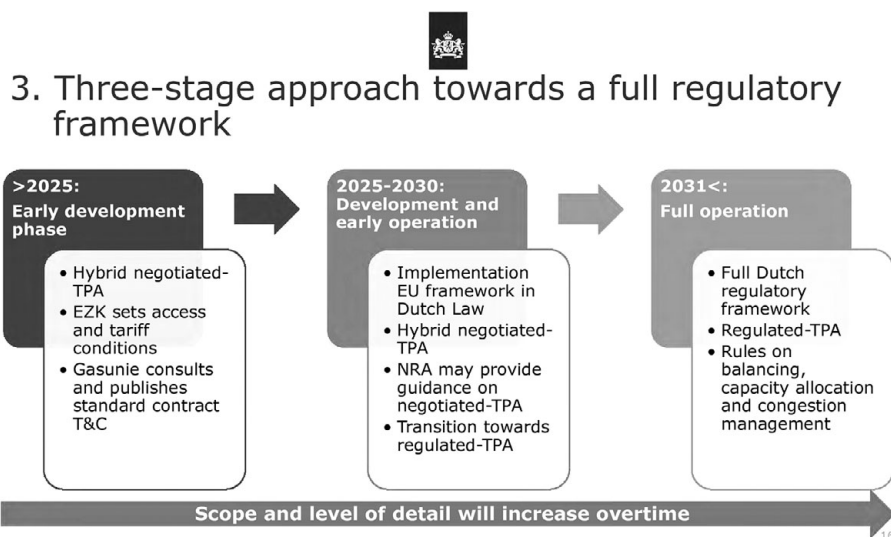 3. Three-stage approach towards a full regulatory
framework
>2025:
Early development
phase
• Hybrid negotiated-
TPA
• EZK sets access
and tariff
conditions
• Gasunie consults
and publishes
standard contract
T&C
2025-2030:
Development and
early operation
• Implementation
EU framework in
Dutch Law
• Hybrid negotiated-
TPA
• NRA may provide
guidance on
negotiated-TPA
• Transition towards
regulated-TPA
2031<:
Full operation
• Full Dutch
regulatory
framework
• Regulated-TPA
• Rules on
balancing,
capacity allocation
and congestion
management
Scope and level of detail will increase overtime